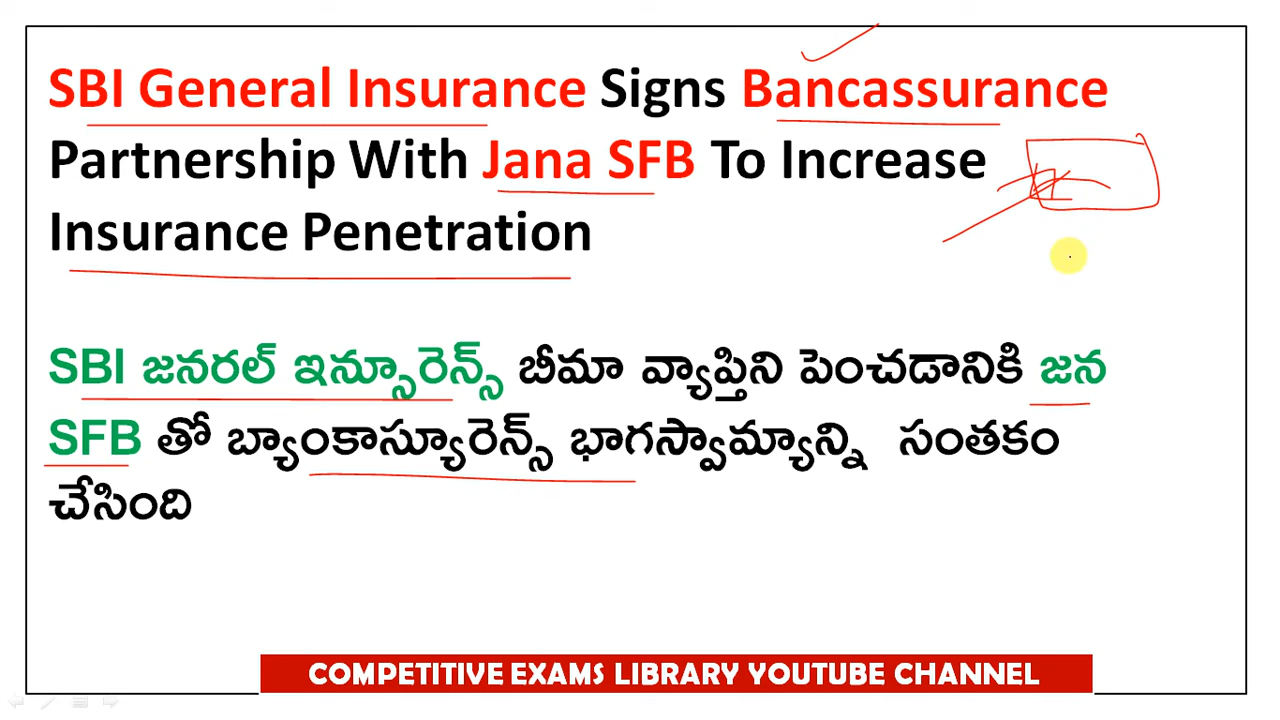 SBI General Insurance Signs Bancassurance
Partnership With Jana SFB To Increase
Insurance Penetration
SBI జనరల్ ఇన్సూరెన్స్ బీమా వ్యాప్తిని పెంచడానికి జన
SFB తో బ్యాంకాస్యూరెన్స్ భాగస్వామ్యాన్ని సంతకం
చేసింది
COMPETITIVE EXAMS LIBRARY YOUTUBE CHANNEL